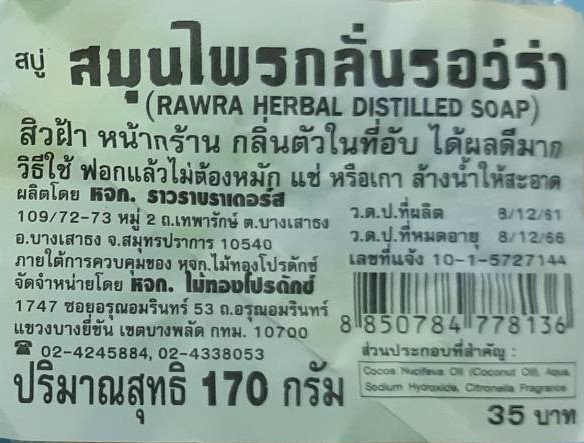 สบู่ สมุนไพรกลั่นรอว์ร่า
(RAWRA HERBAL DISTILLED SOAP)
สิวฝ้า หน้ากร้าน กลิ่นตัวในที่อับ ได้ผลดีมาก
วิธีใช้ ฟอกแล้วไม่ต้องหมัก แช่ หรือเกา ล้างน้ำให้สะอาด
ผลิตโดย หจก. ราวราบราเดอร์ส
109/72-73 หมู่ 2 ถ.เทพารักษ์ ต.บางเสาธง
อ.บางเสาธง จ.สมุทรปราการ 10540
ภายใต้การควบคุมของ หจก.ไม้ทองโปรดักซ์
จัดจำหน่ายโดย หจก. ไม้ทองโปรดักซ์
1747 ซอยอรุณอมรินทร์ 53 ถ.อรุณอมรินทร์
แขวงบางยี่ขัน เขตบางพลัด กทม. 10700
☎ 02-4245884, 02-4338053
ปริมาณสุทธิ 170 กรัม
ว.ด.ป.ที่ผลิต 8/12/61
ว.ด.ป.ที่หมดอายุ 8/12/66
เลขที่แจ้ง 10-1-5727144
8 850784 778136
ส่วนประกอบที่สำคัญ :
Cocos Nucifeva Oil (Coconut Oil), Aqua
Sodium Hydroxide, Citronella Fragrance
35 บาท